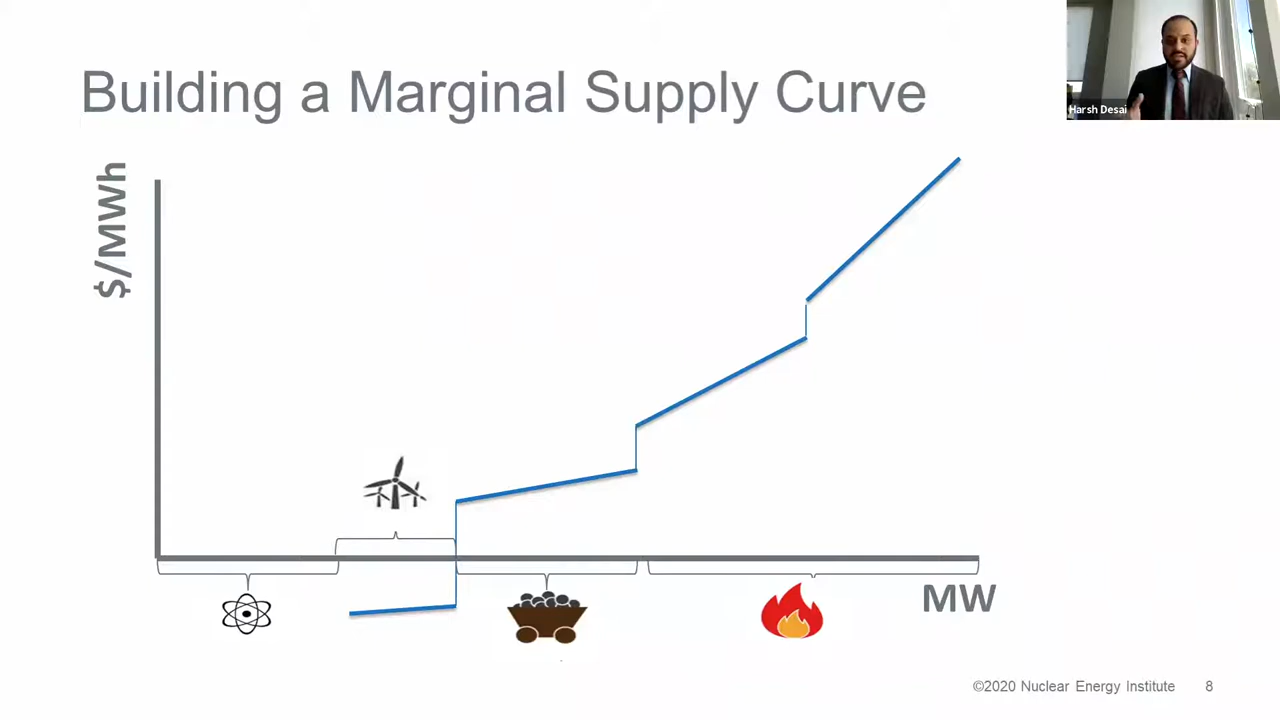 Building a Marginal Supply Curve
Harsh Desai
$/MWh
MW
©2020 Nuclear Energy Institute 8